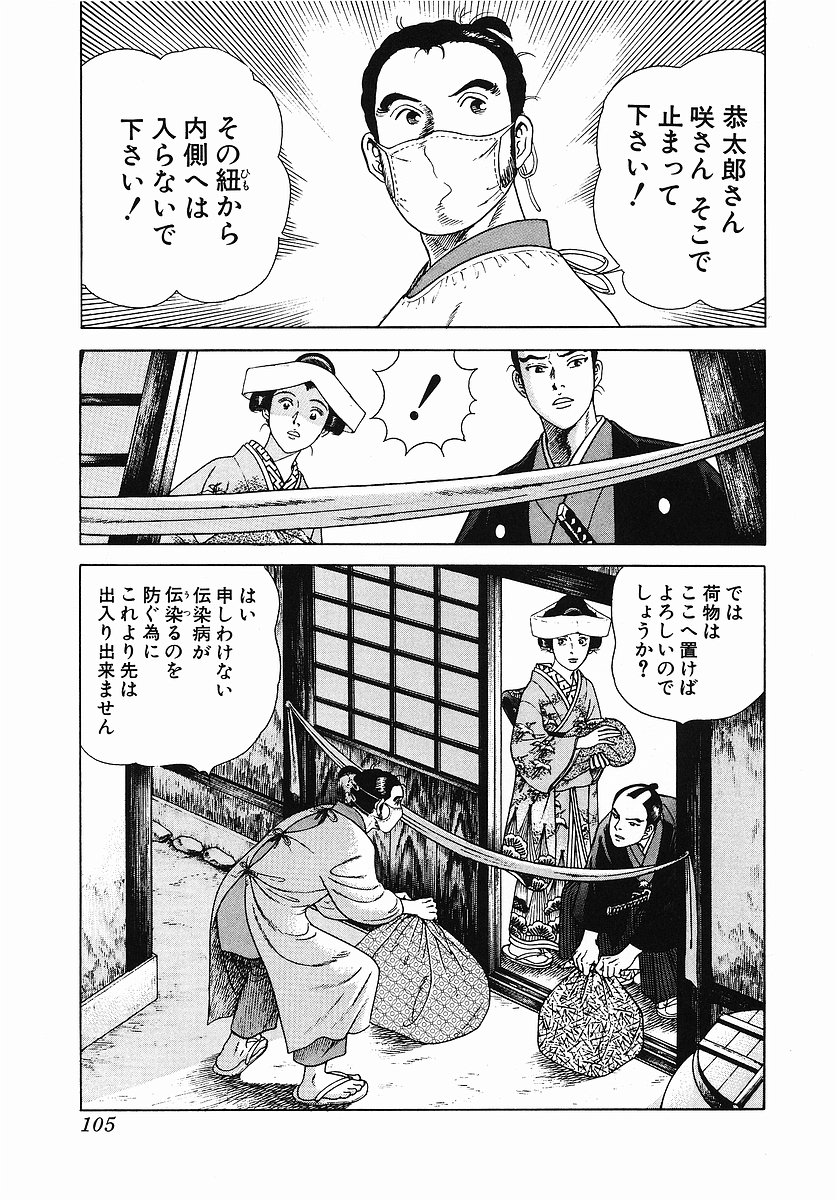 恭太郎さん
咲さん そこで
止まって
下さい！
その紐から
ひも
内側へは
入らないで
下さい！
！
では
荷物は
ここへ置けば
よろしいので
しょうか？
はい
申しわけない
伝染病が
伝染るのを
うつ
防ぐ為に
これより先は
出入り出来ません
105